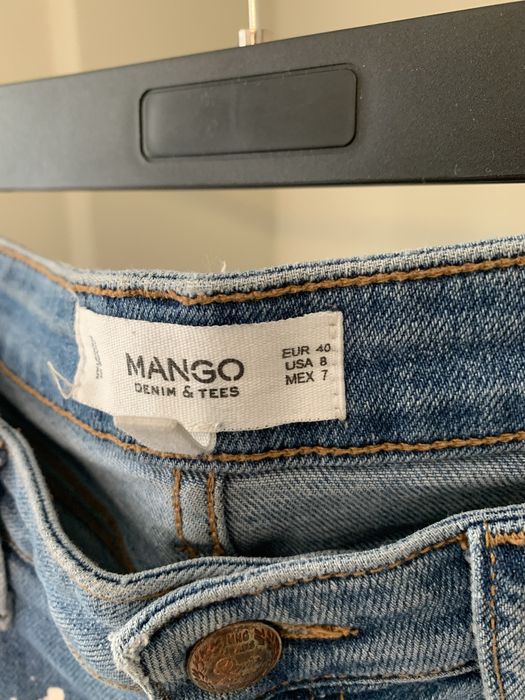 MANGO
DENIM & TEES
EUR 40
USA 8
MEX 7